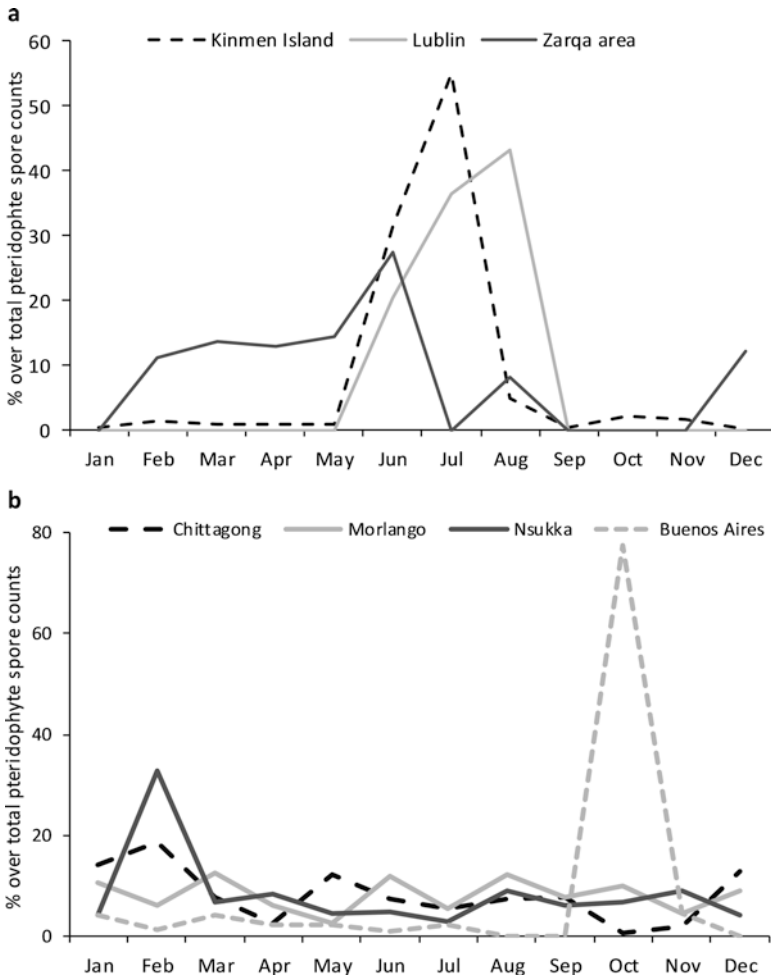 a
Kinmen Island Lublin Zarqa area
% over total pteridophte spore counts
60
50
40
30
20
10
0
Jan Feb Mar Apr May Jun Jul Aug Sep Oct Nov Dec
b
Chittagong Morlango Nsukka Buenos Aires
% over total pteridophyte spore counts
80
60
40
20
0
Jan Feb Mar Apr May Jun Jul Aug Sep Oct Nov Dec